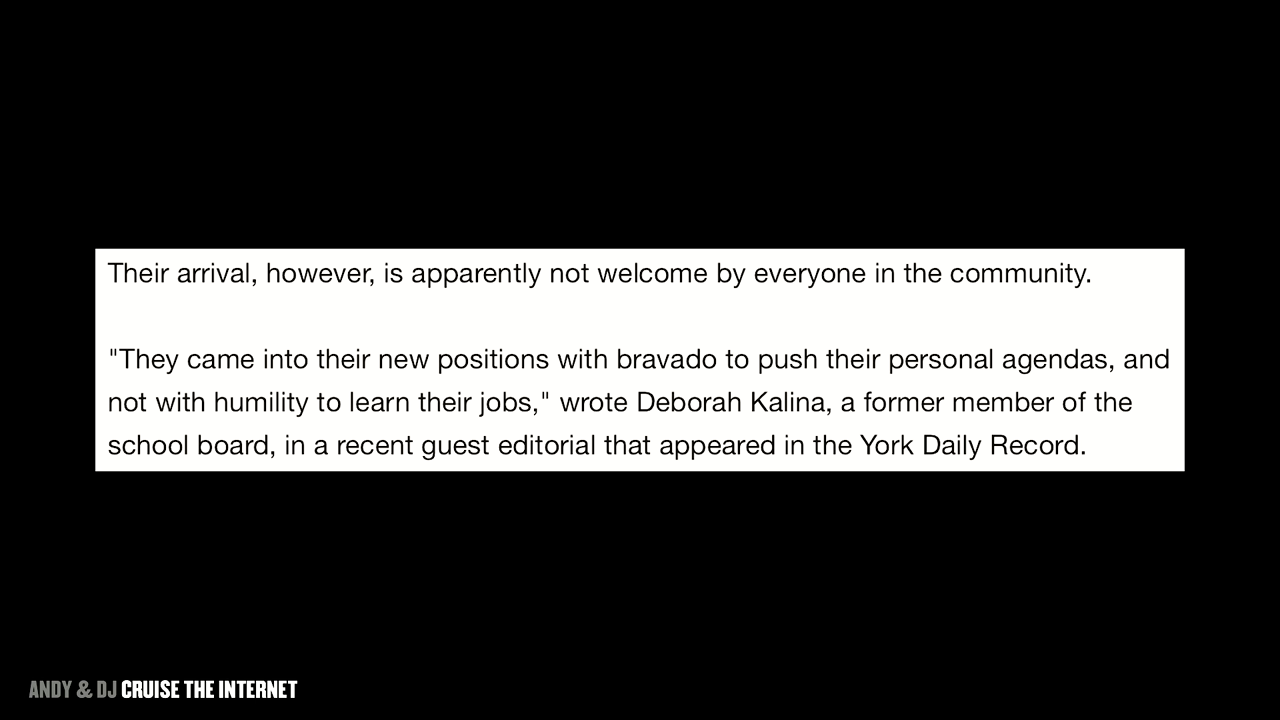 Their arrival, however, is apparently not welcome by everyone in the community.
"They came into their new positions with bravado to push their personal agendas, and
not with humility to learn their jobs," wrote Deborah Kalina, a former member of the
school board, in a recent guest editorial that appeared in the York Daily Record.
ANDY & DJ CRUISE THE INTERNET